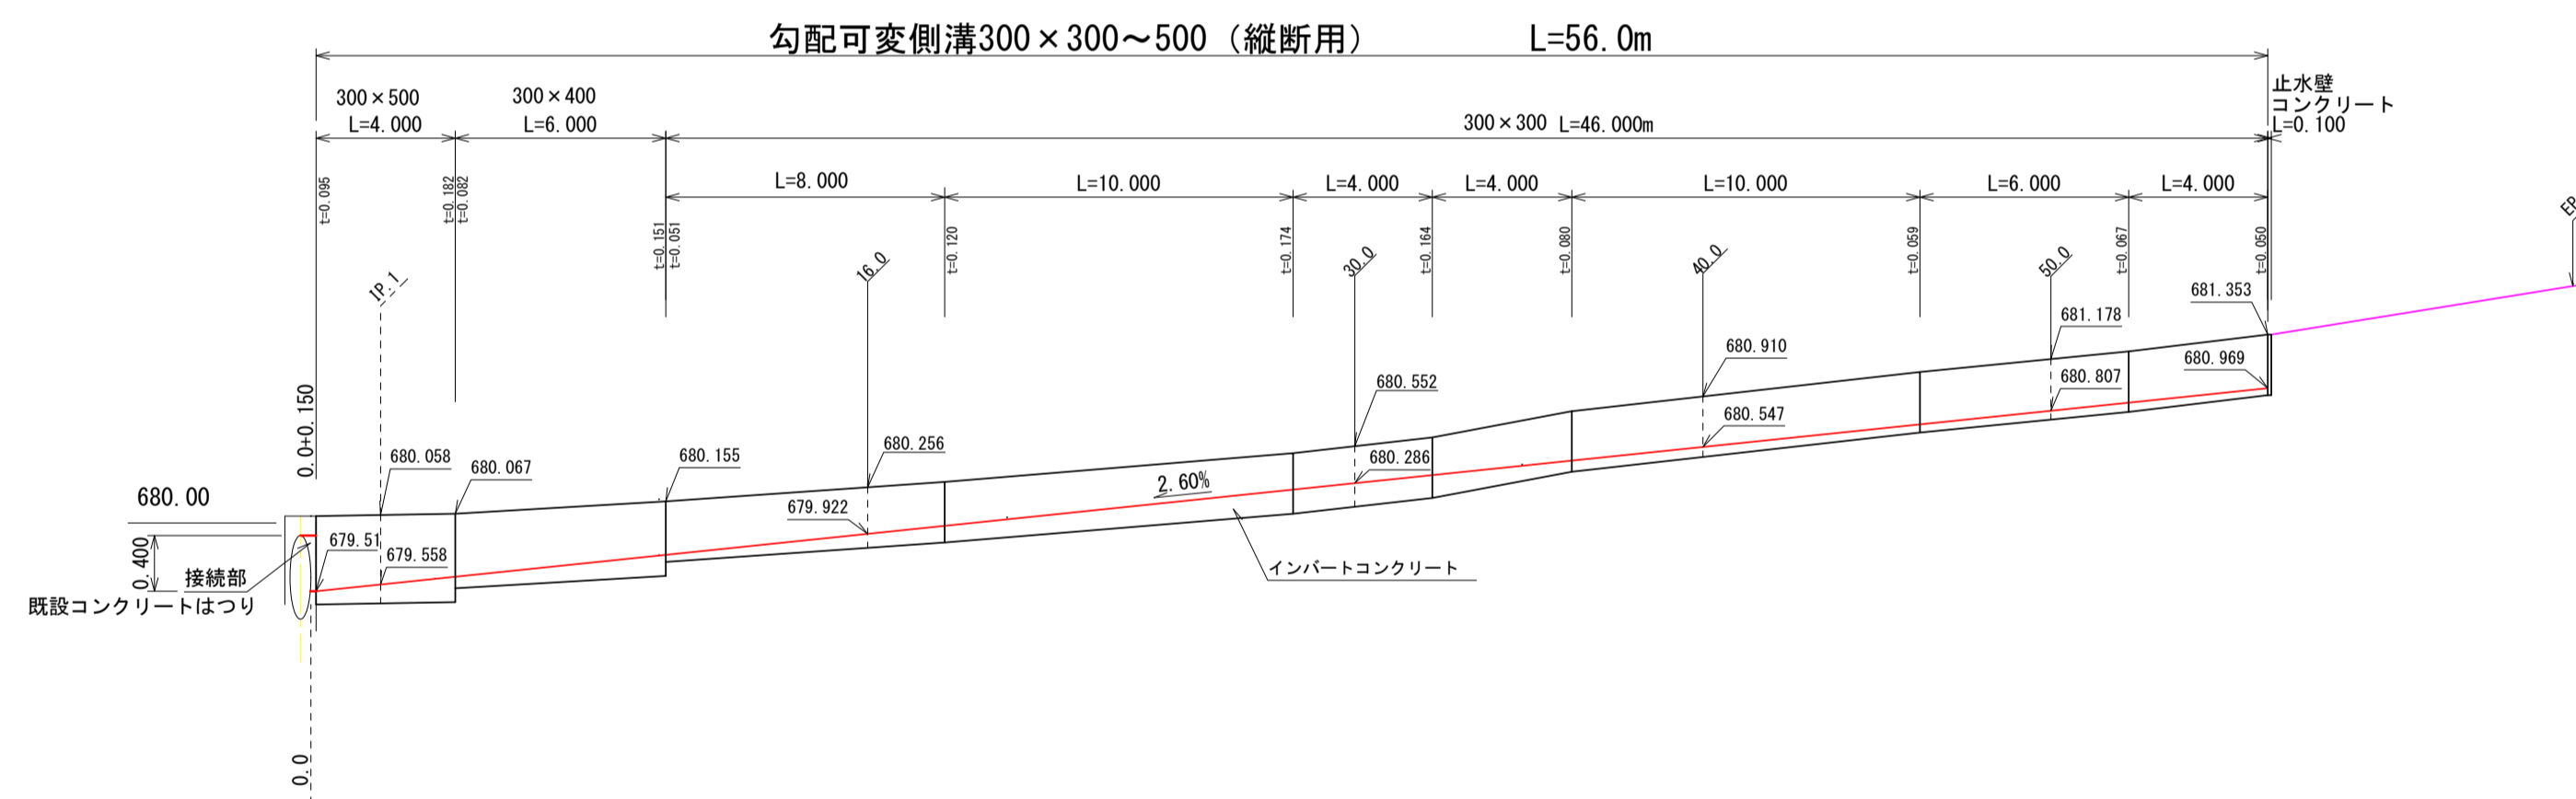 勾配可変側溝300×300～500（縦断用） L=56.0m
止水壁
コンクリート
L=0.100
300×500
L=4.000
300×400
L=6.000
300×300 L=46.000m
L=8.000
L=10.000
L=4.000
L=4.000
L=10.000
L=6.000
L=4.000
t=0.095
t=0.182
t=0.082
t=0.151
t=0.051
t=0.120
t=0.174
t=0.164
t=0.080
t=0.059
t=0.067
t=0.050
EP
IP.1
16.0
30.0
40.0
50.0
681.353
681.178
680.969
680.910
680.807
680.552
680.547
0.0+0.150
680.058
680.067
680.155
680.256
680.286
2.60%
680.00
679.922
679.51
679.558
0.400
接続部
既設コンクリートはつり
インバートコンクリート
0.0